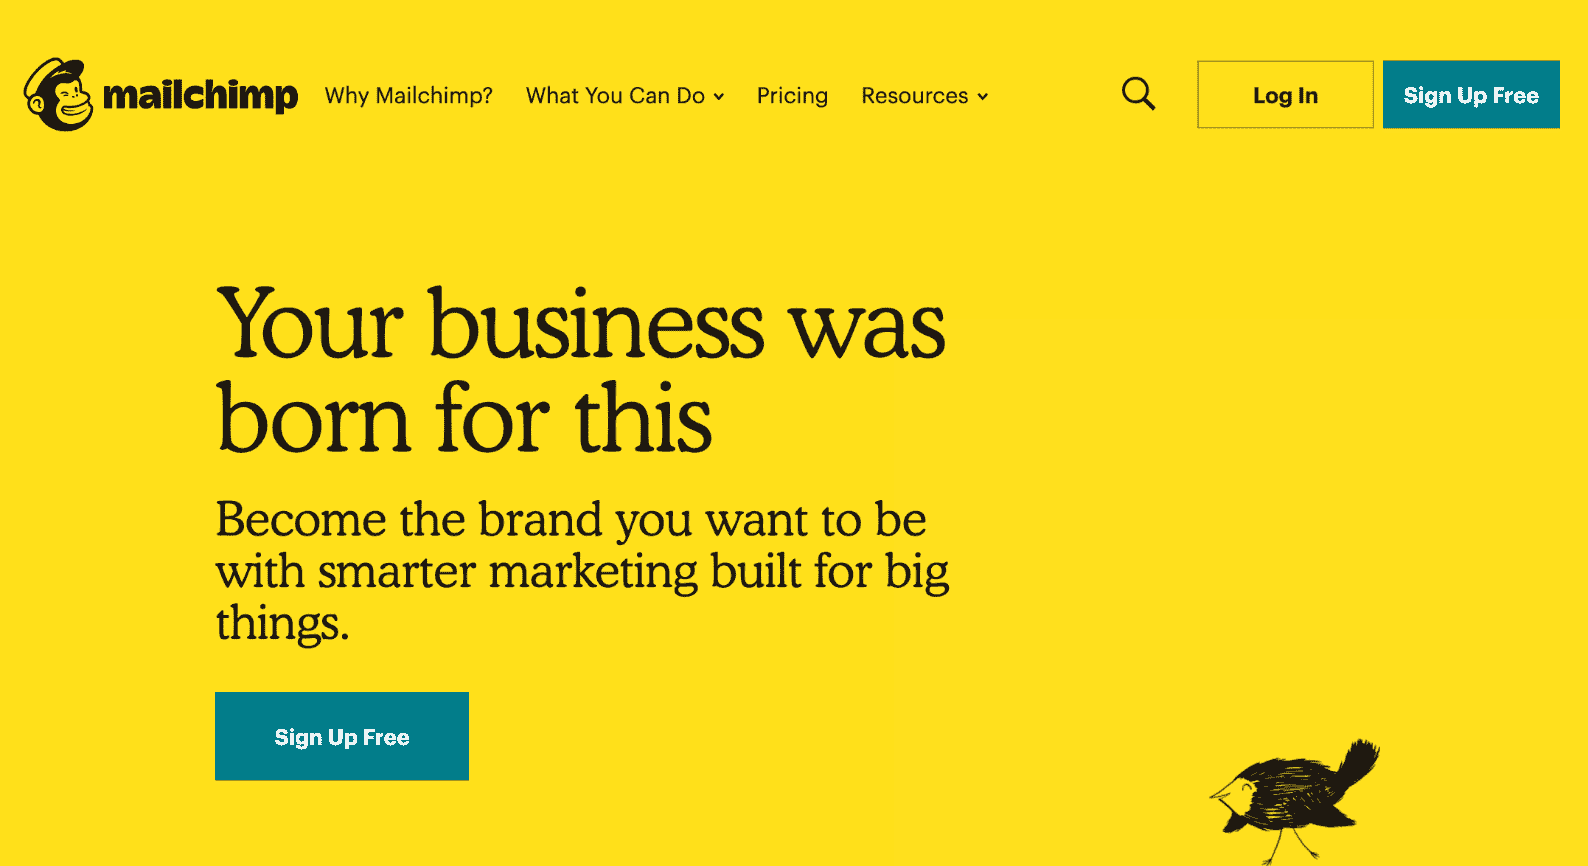 mailchimp Why Mailchimp? What You Can Do Pricing Resources Log In Sign Up Free
Your business was
born for this
Become the brand you want to be
with smarter marketing built for big
things.
Sign Up Free